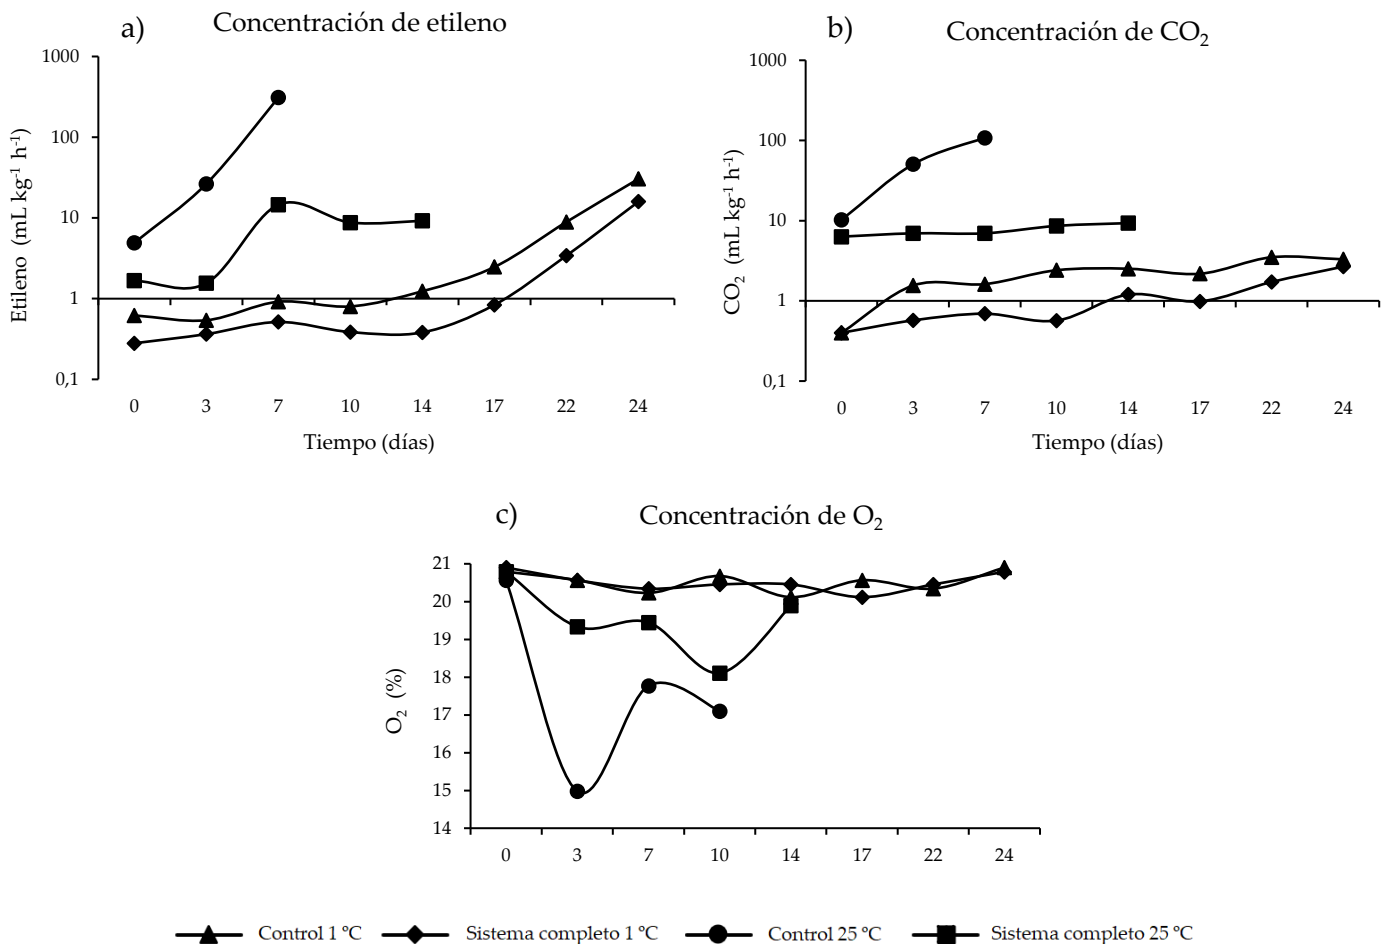 a) Concentración de etileno
1000
100
10
1
0,1
Etileno (mL kg⁻¹ h⁻¹)
0 3 7 10 14 17 22 24
Tiempo (días)
b) Concentración de CO₂
1000
100
10
1
0,1
CO₂ (mL kg⁻¹ h⁻¹)
0 3 7 10 14 17 22 24
Tiempo (días)
c) Concentración de O₂
21
20
19
18
17
16
15
14
O₂ (%)
0 3 7 10 14 17 22 24
Control 1 ºC Sistema completo 1 ºC Control 25 ºC Sistema completo 25 ºC